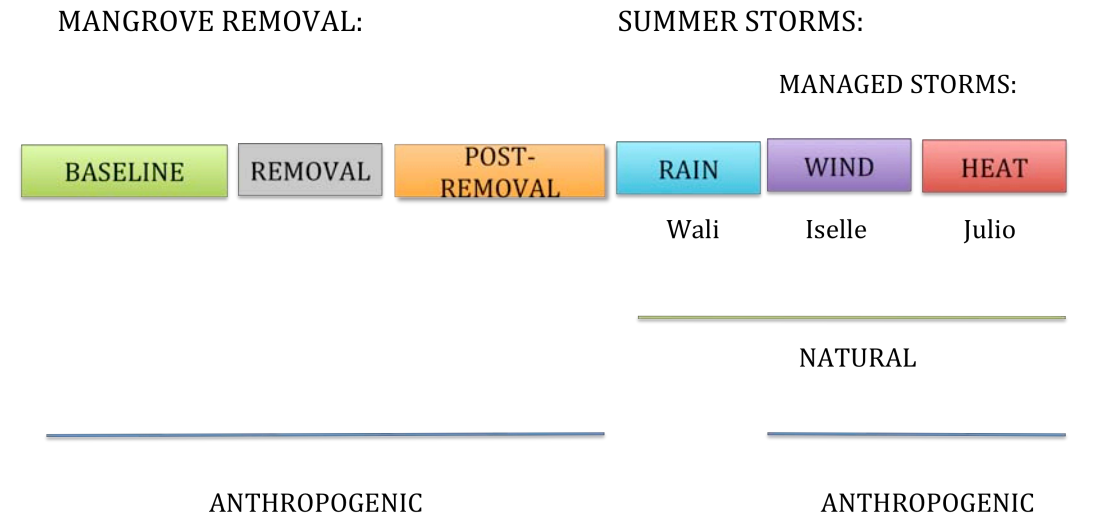 MANGROVE REMOVAL:
SUMMER STORMS:
MANAGED STORMS:
BASELINE
REMOVAL
POST-
REMOVAL
RAIN
WIND
HEAT
Wali
Iselle
Julio
NATURAL
ANTHROPOGENIC
ANTHROPOGENIC